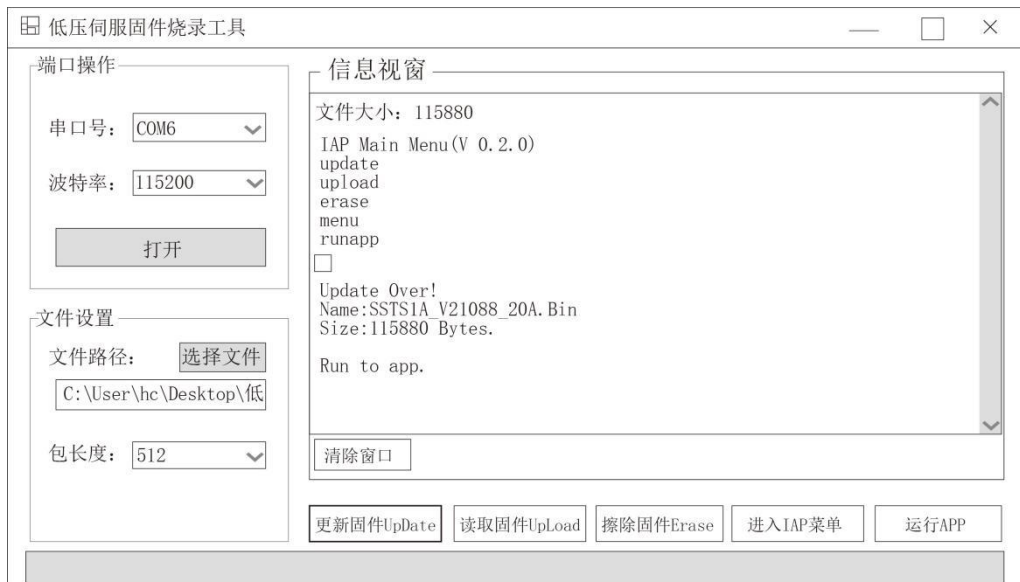 低压伺服固件烧录工具
端口操作
串口号： COM6
波特率： 115200
打开
文件设置
文件路径： 选择文件
C:\User\hc\Desktop\低
包长度： 512
信息视窗
文件大小：115880
IAP Main Menu(V 0.2.0)
update
upload
erase
menu
runapp
Update Over!
Name:SSTS1A_V21088_20A.Bin
Size:115880 Bytes.
Run to app.
清除窗口
更新固件UpDate 读取固件UpLoad 擦除固件Erase 进入IAP菜单 运行APP